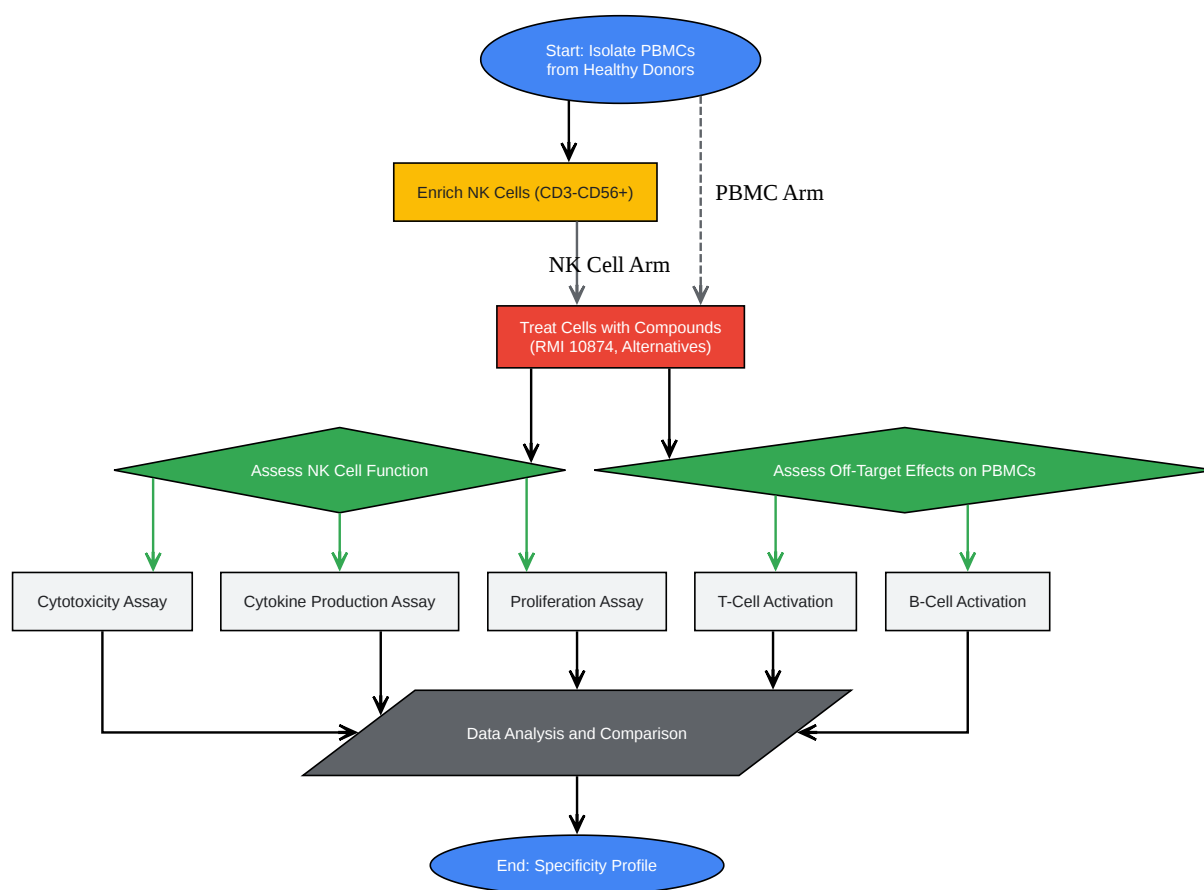 Start: Isolate PBMCs
from Healthy Donors
Enrich NK Cells (CD3-CD56+)
PBMC Arm
NK Cell Arm
Treat Cells with Compounds
(RMI 10874, Alternatives)
Assess NK Cell Function
Assess Off-Target Effects on PBMCs
Cytotoxicity Assay
Cytokine Production Assay
Proliferation Assay
T-Cell Activation
B-Cell Activation
Data Analysis and Comparison
End: Specificity Profile